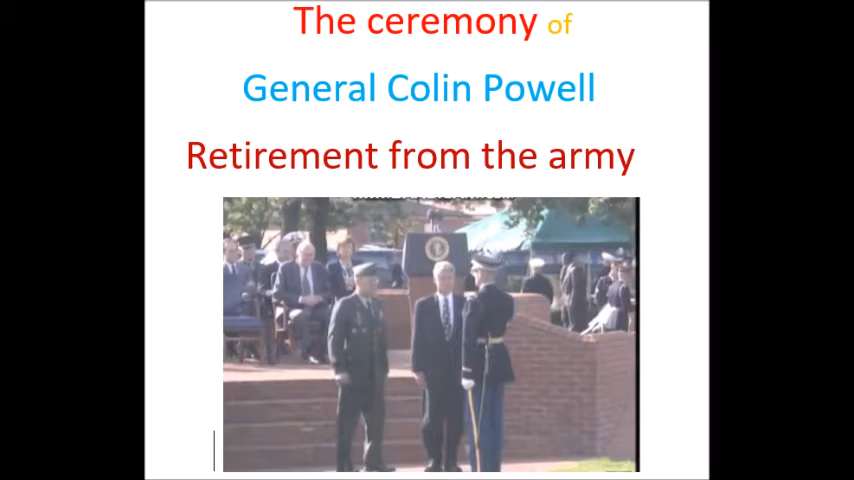 The ceremony of
General Colin Powell
Retirement from the army